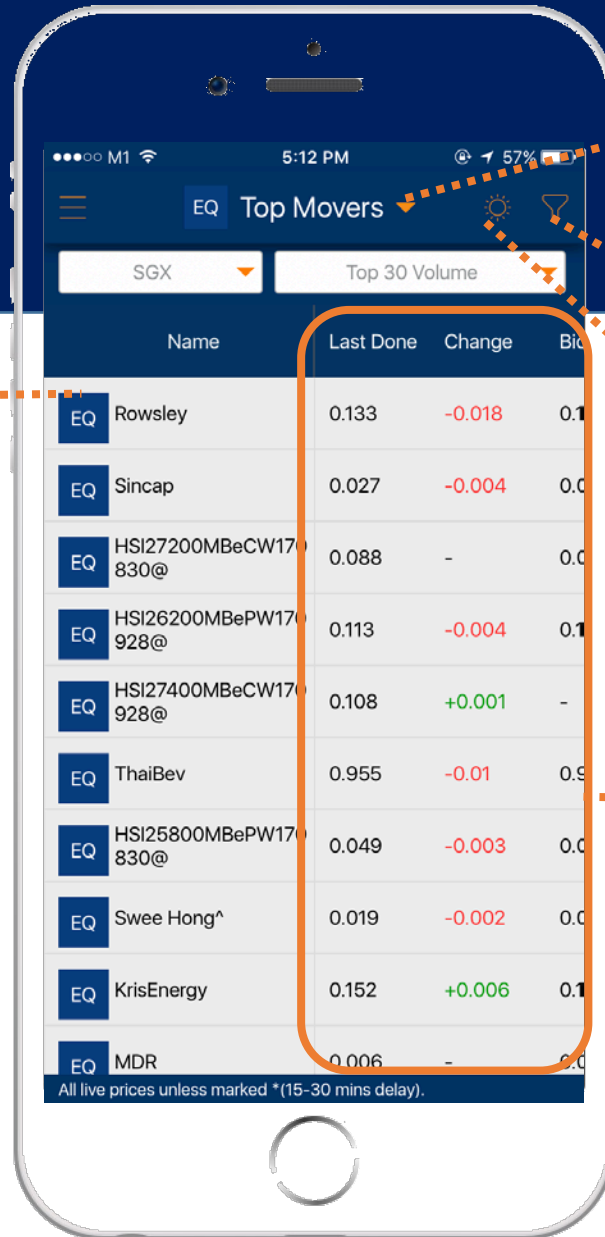 M1 5:12 PM 57%
EQ Top Movers
SGX Top 30 Volume
Name Last Done Change
EQ Rowsley 0.133 -0.018
EQ Sincap 0.027 -0.004
EQ HSI27200MBeCW170 0.088 -
830@
EQ HSI26200MBePW170 0.113 -0.004
928@
EQ HSI27400MBeCW170 0.108 +0.001 -
928@
EQ ThaiBev 0.955 -0.01
EQ HSI25800MBePW170 0.049 -0.003
830@
EQ Swee Hong^ 0.019 -0.002
EQ KrisEnergy 0.152 +0.006
EQ MDR 0.006 -
All live prices unless marked *(15-30 mins delay).